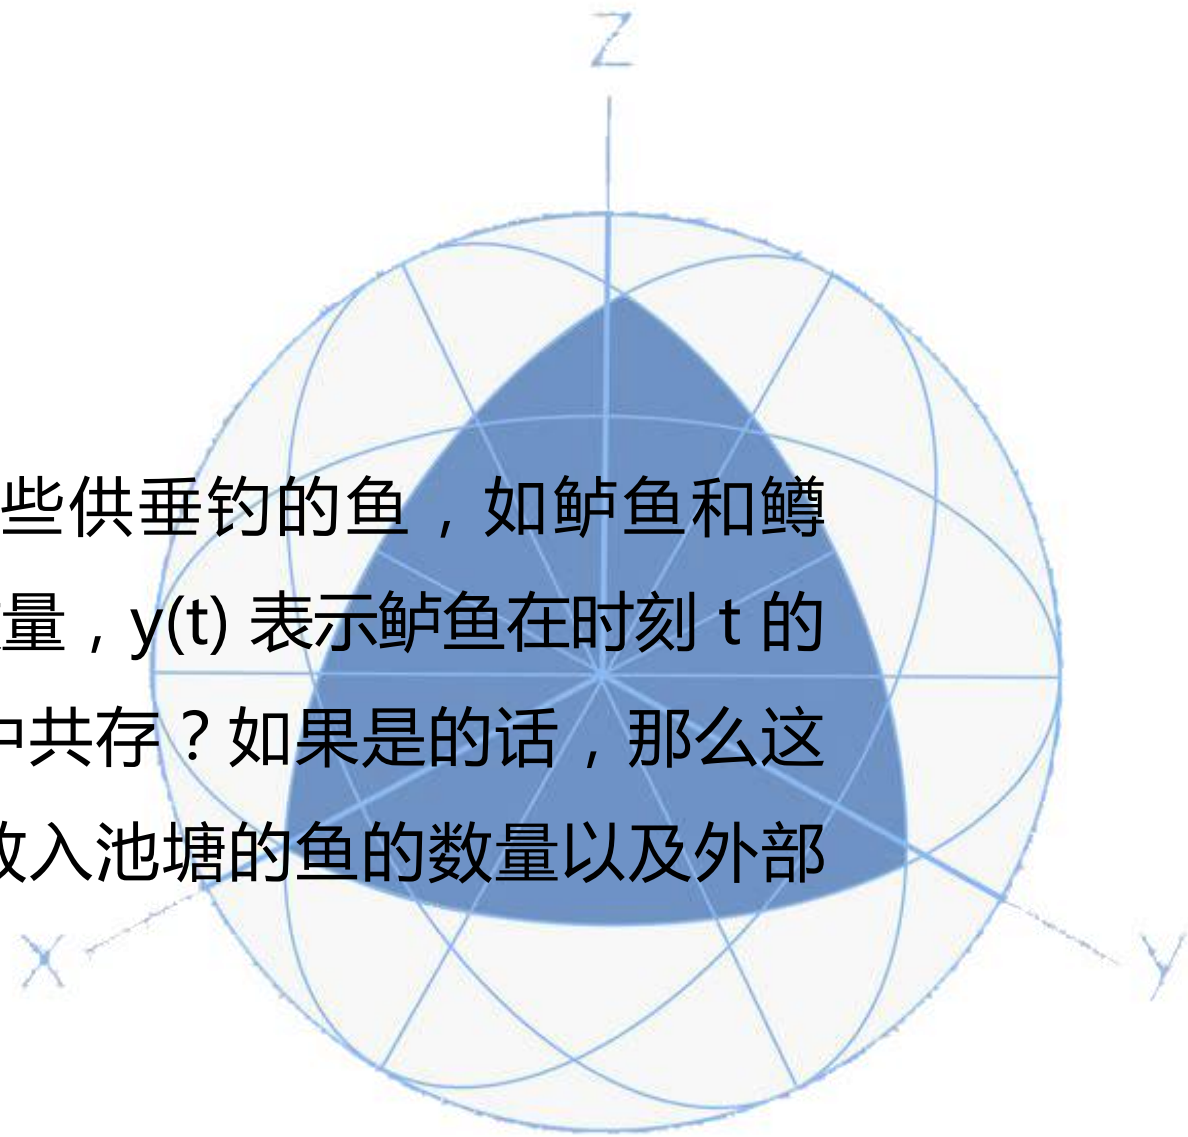 Z
些供垂钓的鱼，如鲈鱼和鳟
量，y(t) 表示鲈鱼在时刻 t 的
中共存？如果是的话，那么这
放入池塘的鱼的数量以及外部
X
Y